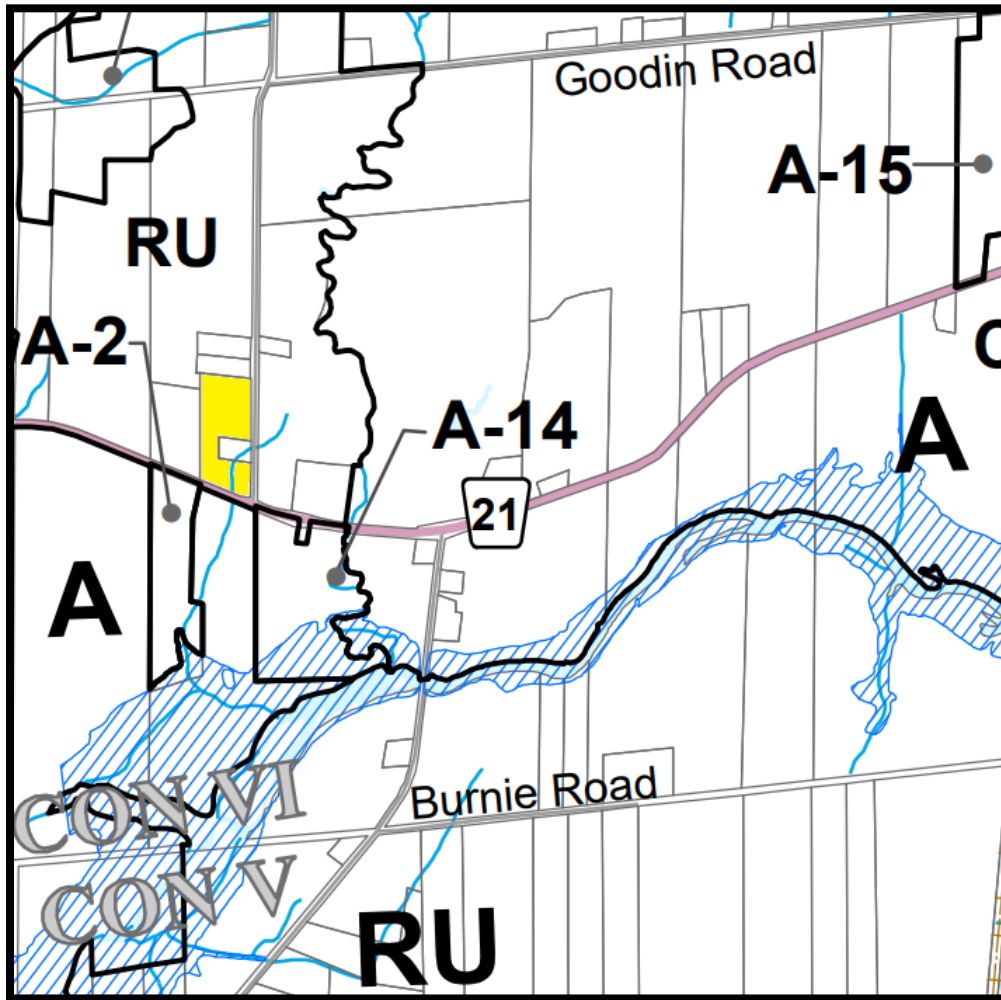 Goodin Road
A-15
RU
A-2
A-14
A
21
A
CON VI
Burnie Road
CON V
RU